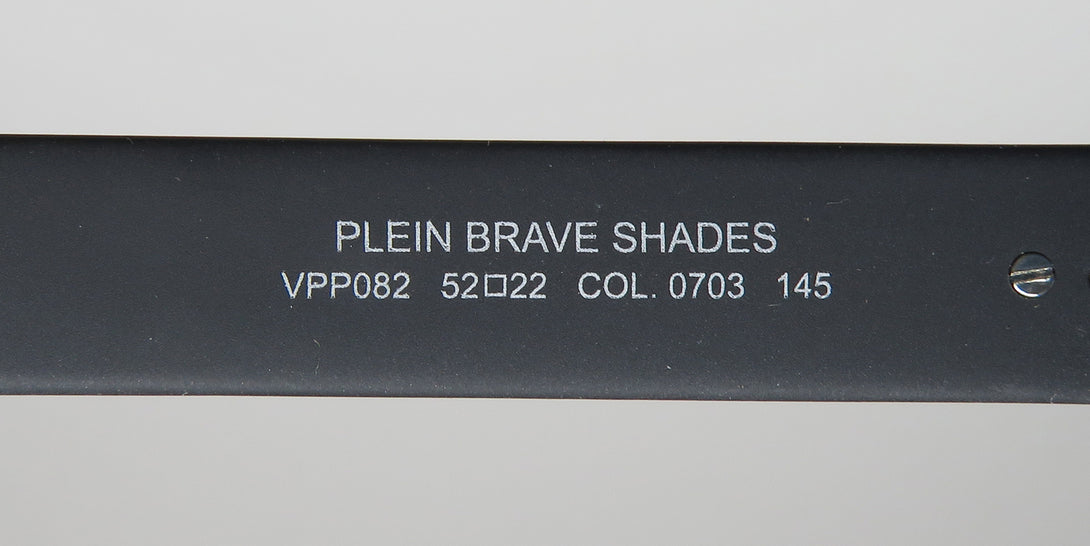 PLEIN BRAVE SHADES
VPP082 52□22 COL. 0703 145